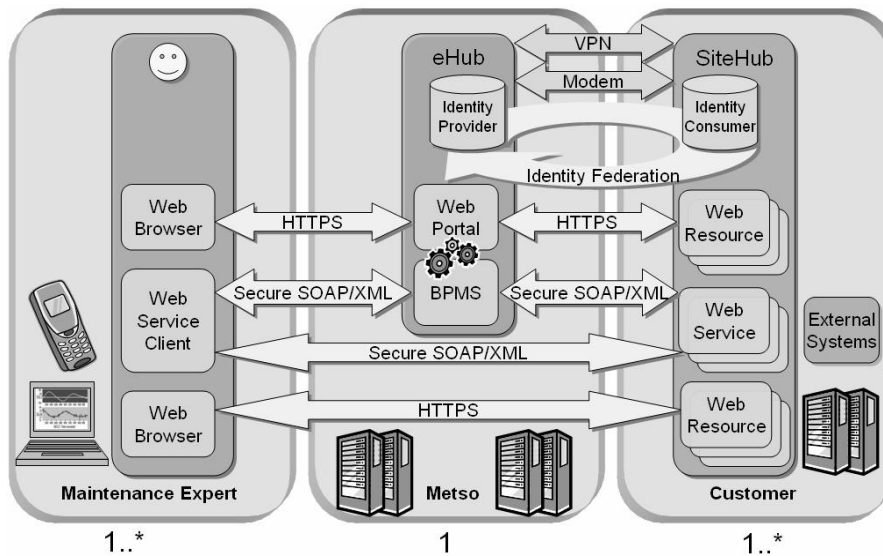 eHub
Identity
Provider
VPN
Modem
SiteHub
Identity
Consumer
Identity Federation
Web
Browser
HTTPS
Web
Portal
HTTPS
Web
Resource
Web
Service
Client
Secure SOAP/XML
BPMS
Secure SOAP/XML
Web
Service
External
Systems
Secure SOAP/XML
Web
Browser
HTTPS
Web
Resource
Maintenance Expert
Metso
Customer
1..*
1
1..*